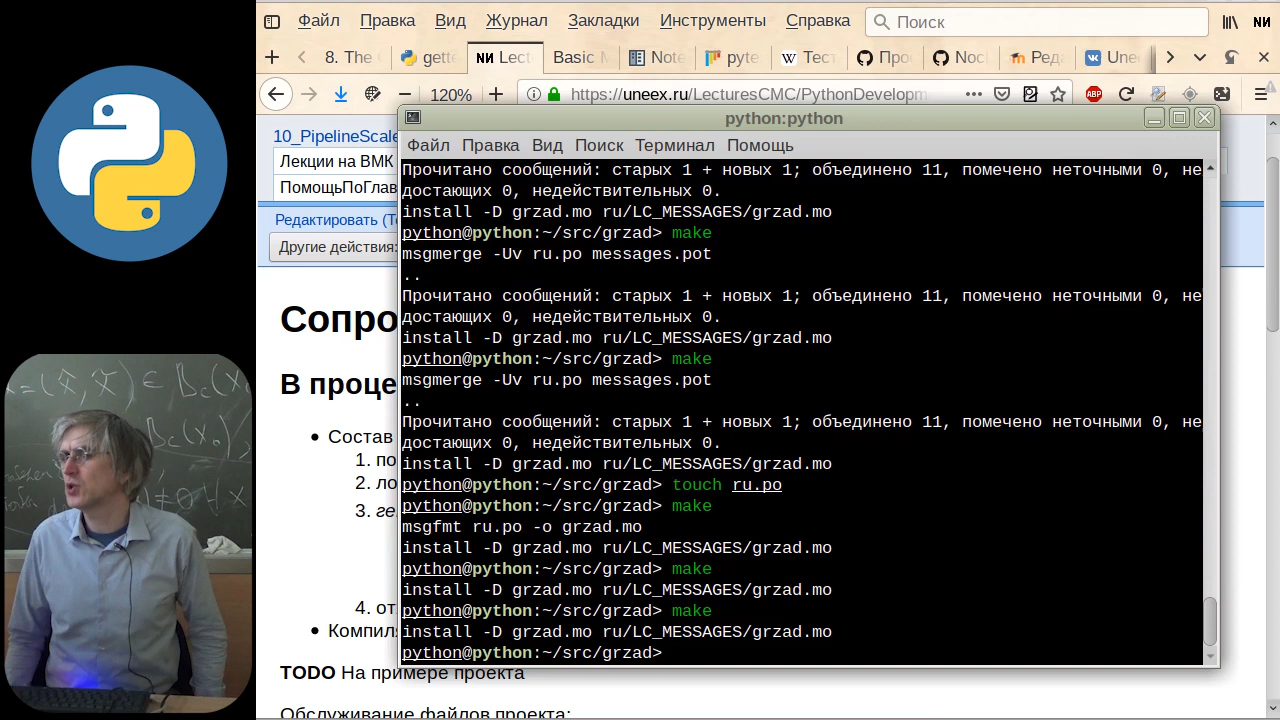 Файл Правка Вид Журнал Закладки Инструменты Справка Поиск
8. The gette Lect Basic Note pyte Тест Про Noc Реда Unee
120% https://uneex.ru/LecturesCMC/PythonDevelopm
python:python
Файл Правка Вид Поиск Терминал Помощь
10_PipelineScale
Лекции на ВМК
ПомощьПоГлав
Редактировать (Те
Другие действия:
Сопро
В проце
Состав
1. по
2. ло
3. ге
4. от
Компиля
TODO На примере проекта
Обслуживание файлов проекта:
Прочитано сообщений: старых 1 + новых 1; объединено 11, помечено неточными 0, не
достающих 0, недействительных 0.
install -D grzad.mo ru/LC_MESSAGES/grzad.mo
python@python:~/src/grzad> make
msgmerge -Uv ru.po messages.pot
..
Прочитано сообщений: старых 1 + новых 1; объединено 11, помечено неточными 0, не
достающих 0, недействительных 0.
install -D grzad.mo ru/LC_MESSAGES/grzad.mo
python@python:~/src/grzad> make
msgmerge -Uv ru.po messages.pot
..
Прочитано сообщений: старых 1 + новых 1; объединено 11, помечено неточными 0, не
достающих 0, недействительных 0.
install -D grzad.mo ru/LC_MESSAGES/grzad.mo
python@python:~/src/grzad> touch ru.po
python@python:~/src/grzad> make
msgfmt ru.po -o grzad.mo
install -D grzad.mo ru/LC_MESSAGES/grzad.mo
python@python:~/src/grzad> make
install -D grzad.mo ru/LC_MESSAGES/grzad.mo
python@python:~/src/grzad> make
install -D grzad.mo ru/LC_MESSAGES/grzad.mo
python@python:~/src/grzad>